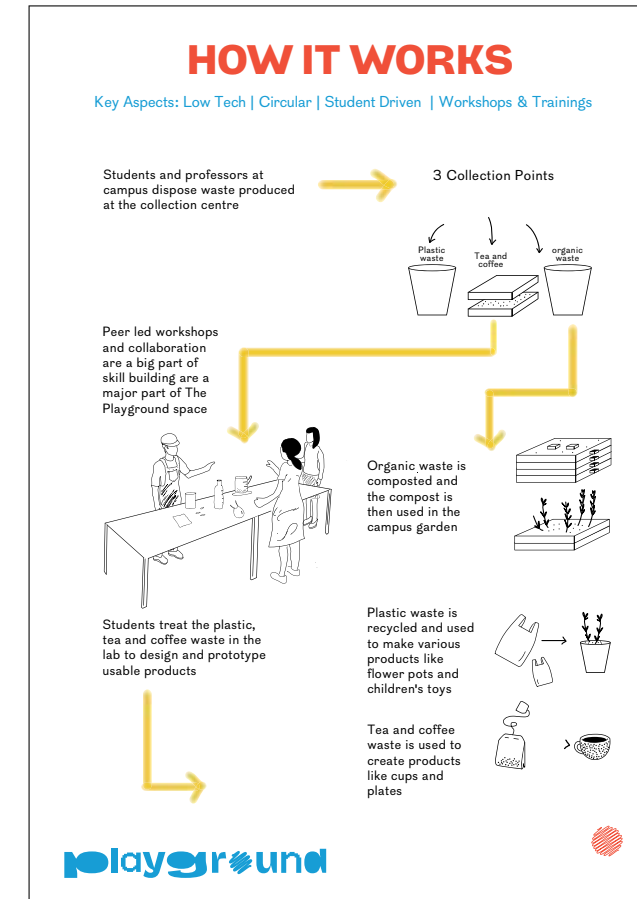 HOW IT WORKS
Key Aspects: Low Tech | Circular | Student Driven | Workshops & Trainings
Students and professors at
campus dispose waste produced
at the collection centre
3 Collection Points
Plastic
waste
Tea and
coffee
organic
waste
Peer led workshops
and collaboration
are a big part of
skill building are a
major part of The
Playground space
Organic waste is
composted and
the compost is
then used in the
campus garden
Students treat the plastic,
tea and coffee waste in the
lab to design and prototype
usable products
Plastic waste is
recycled and used
to make various
products like
flower pots and
children's toys
Tea and coffee
waste is used to
create products
like cups and
plates
playground